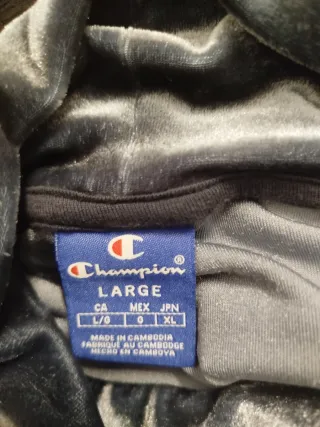 Champion®
LARGE
CA MEX JPN
L/G G XL
MADE IN CAMBODIA
FABRIQUÉ AU CAMBODGE
HECHO EN CAMBOYA